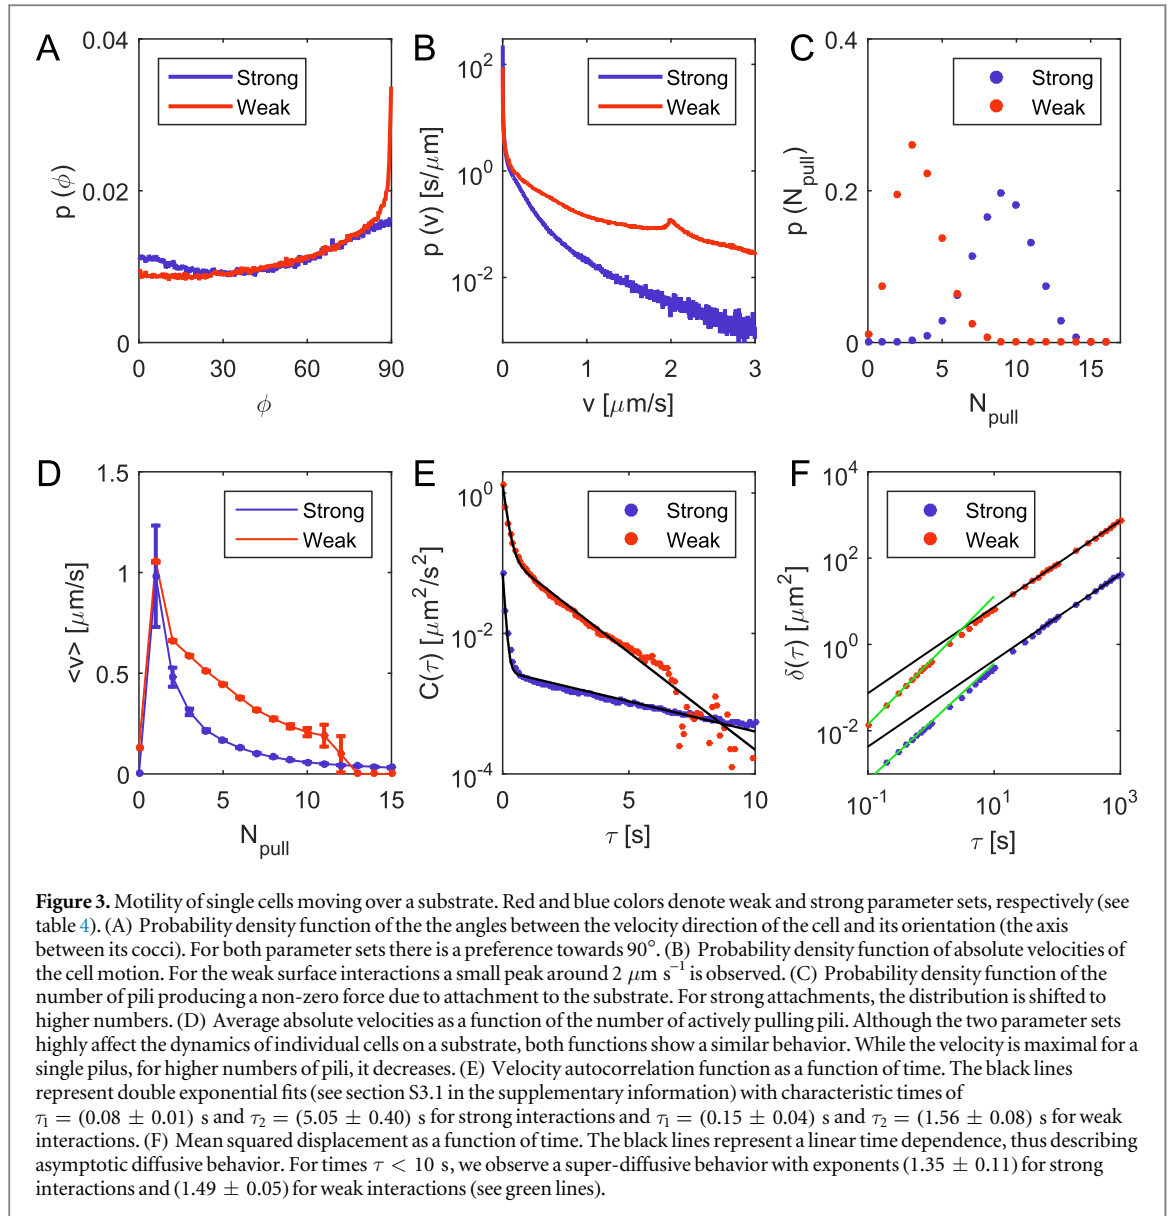 A
0.04
0.02
0
p (ϕ)
Strong
Weak
0 30 60 90
ϕ
B
10²
10⁰
10⁻²
p (v) [s/μm]
Strong
Weak
0 1 2 3
v [μm/s]
C
0.4
0.2
0
p (N_pull)
Strong
Weak
0 5 10 15
N_pull
D
1.5
1
0.5
0
<v> [μm/s]
Strong
Weak
0 5 10 15
N_pull
E
10⁰
10⁻²
10⁻⁴
C(τ) [μm²/s²]
Strong
Weak
0 5 10
τ [s]
F
10⁴
10²
10⁰
10⁻²
δ(τ) [μm²]
Strong
Weak
10⁻¹ 10¹ 10³
τ [s]
Figure 3. Motility of single cells moving over a substrate. Red and blue colors denote weak and strong parameter sets, respectively (see
table 4). (A) Probability density function of the the angles between the velocity direction of the cell and its orientation (the axis
between its cocci). For both parameter sets there is a preference towards 90°. (B) Probability density function of absolute velocities of
the cell motion. For the weak surface interactions a small peak around 2 μm s⁻¹ is observed. (C) Probability density function of the
number of pili producing a non-zero force due to attachment to the substrate. For strong attachments, the distribution is shifted to
higher numbers. (D) Average absolute velocities as a function of the number of actively pulling pili. Although the two parameter sets
highly affect the dynamics of individual cells on a substrate, both functions show a similar behavior. While the velocity is maximal for a
single pilus, for higher numbers of pili, it decreases. (E) Velocity autocorrelation function as a function of time. The black lines
represent double exponential fits (see section S3.1 in the supplementary information) with characteristic times of
τ₁ = (0.08 ± 0.01) s and τ₂ = (5.05 ± 0.40) s for strong interactions and τ₁ = (0.15 ± 0.04) s and τ₂ = (1.56 ± 0.08) s for weak
interactions. (F) Mean squared displacement as a function of time. The black lines represent a linear time dependence, thus describing
asymptotic diffusive behavior. For times τ < 10 s, we observe a super-diffusive behavior with exponents (1.35 ± 0.11) for strong
interactions and (1.49 ± 0.05) for weak interactions (see green lines).